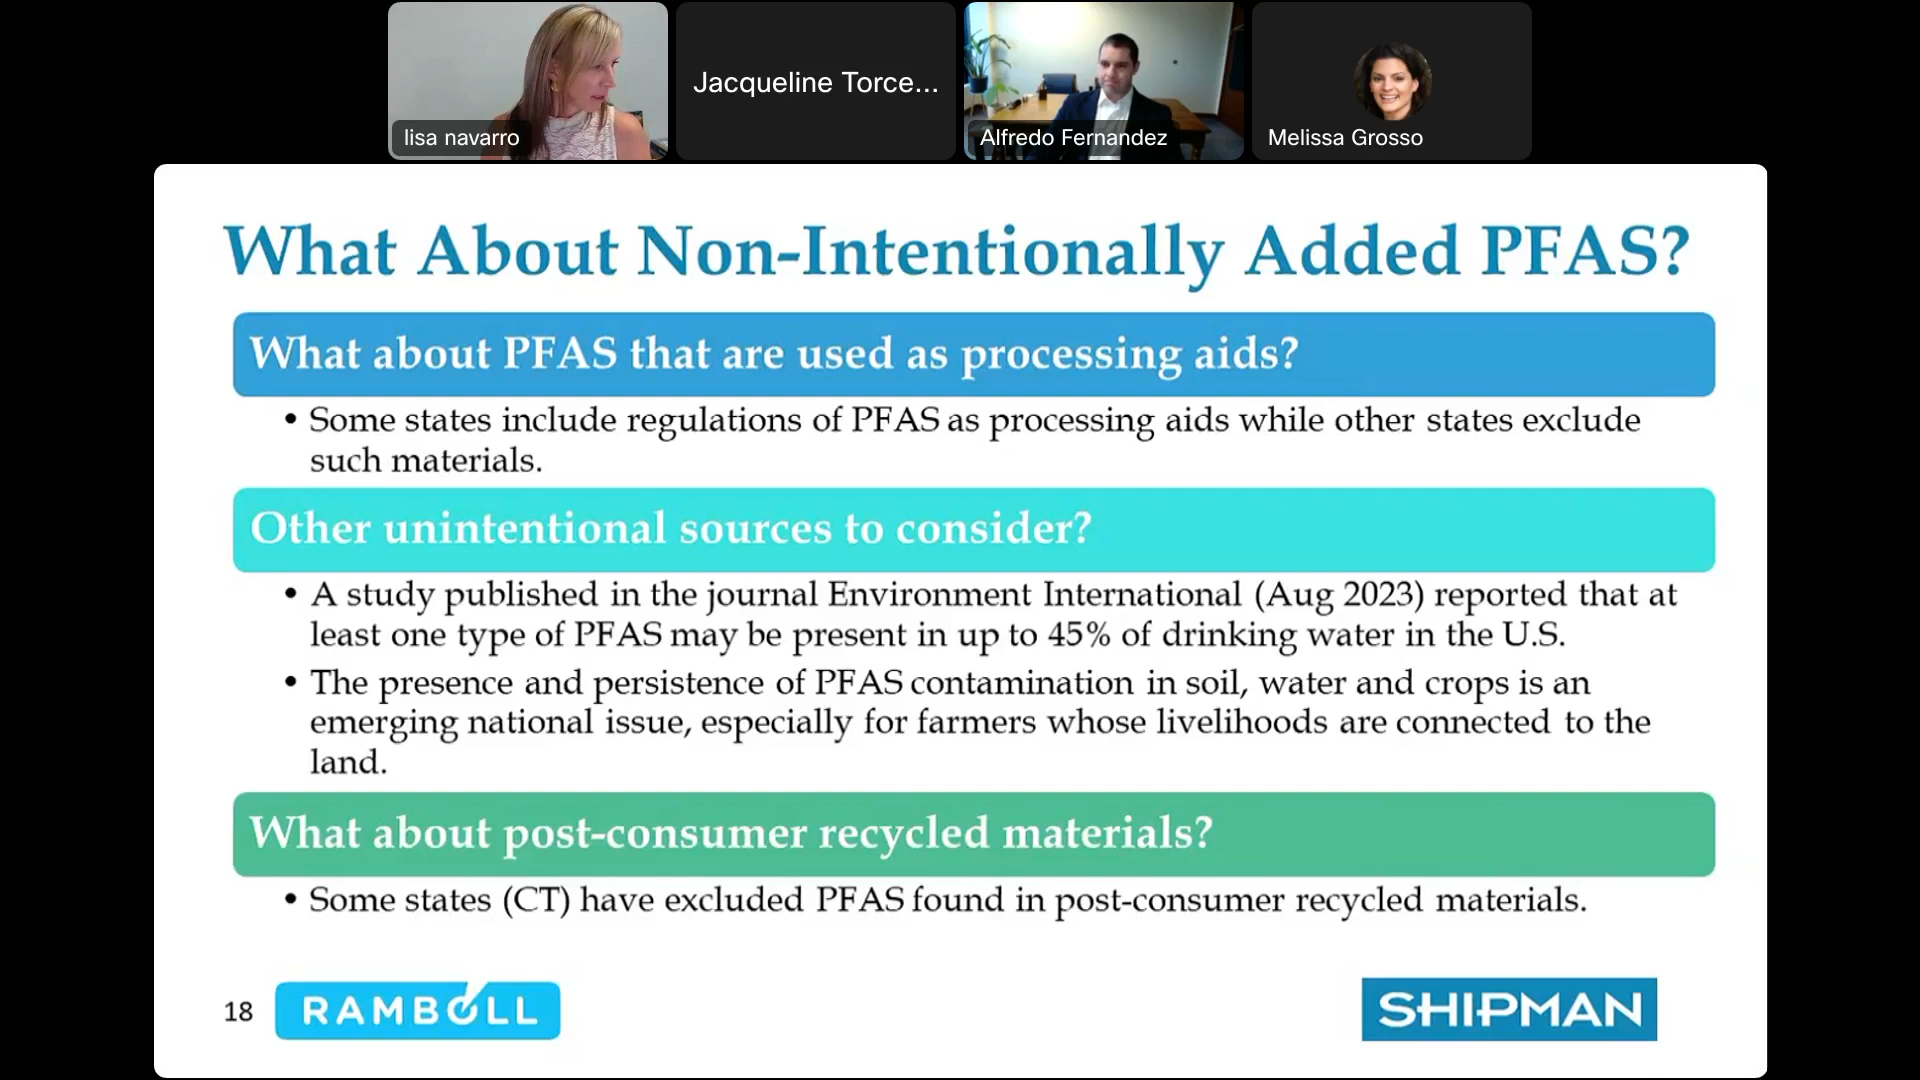 lisa navarro
Jacqueline Torce...
Alfredo Fernandez
Melissa Grosso
What About Non-Intentionally Added PFAS?
What about PFAS that are used as processing aids?
• Some states include regulations of PFAS as processing aids while other states exclude
such materials.
Other unintentional sources to consider?
• A study published in the journal Environment International (Aug 2023) reported that at
least one type of PFAS may be present in up to 45% of drinking water in the U.S.
• The presence and persistence of PFAS contamination in soil, water and crops is an
emerging national issue, especially for farmers whose livelihoods are connected to the
land.
What about post-consumer recycled materials?
• Some states (CT) have excluded PFAS found in post-consumer recycled materials.
18
RAMBOLL
SHIPMAN